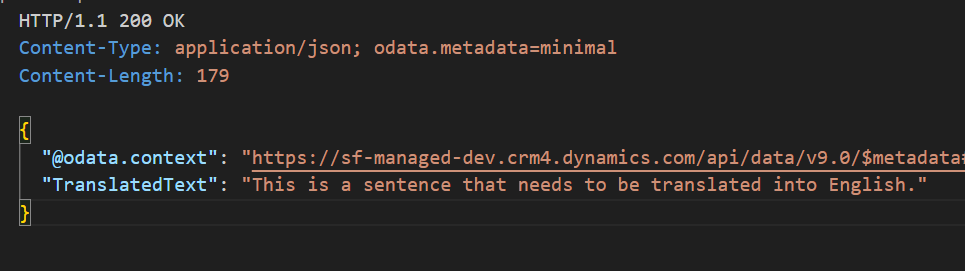 HTTP/1.1 200 OK
Content-Type: application/json; odata.metadata=minimal
Content-Length: 179
{
"@odata.context": "https://sf-managed-dev.crm4.dynamics.com/api/data/v9.0/$metadata#
"TranslatedText": "This is a sentence that needs to be translated into English."
}